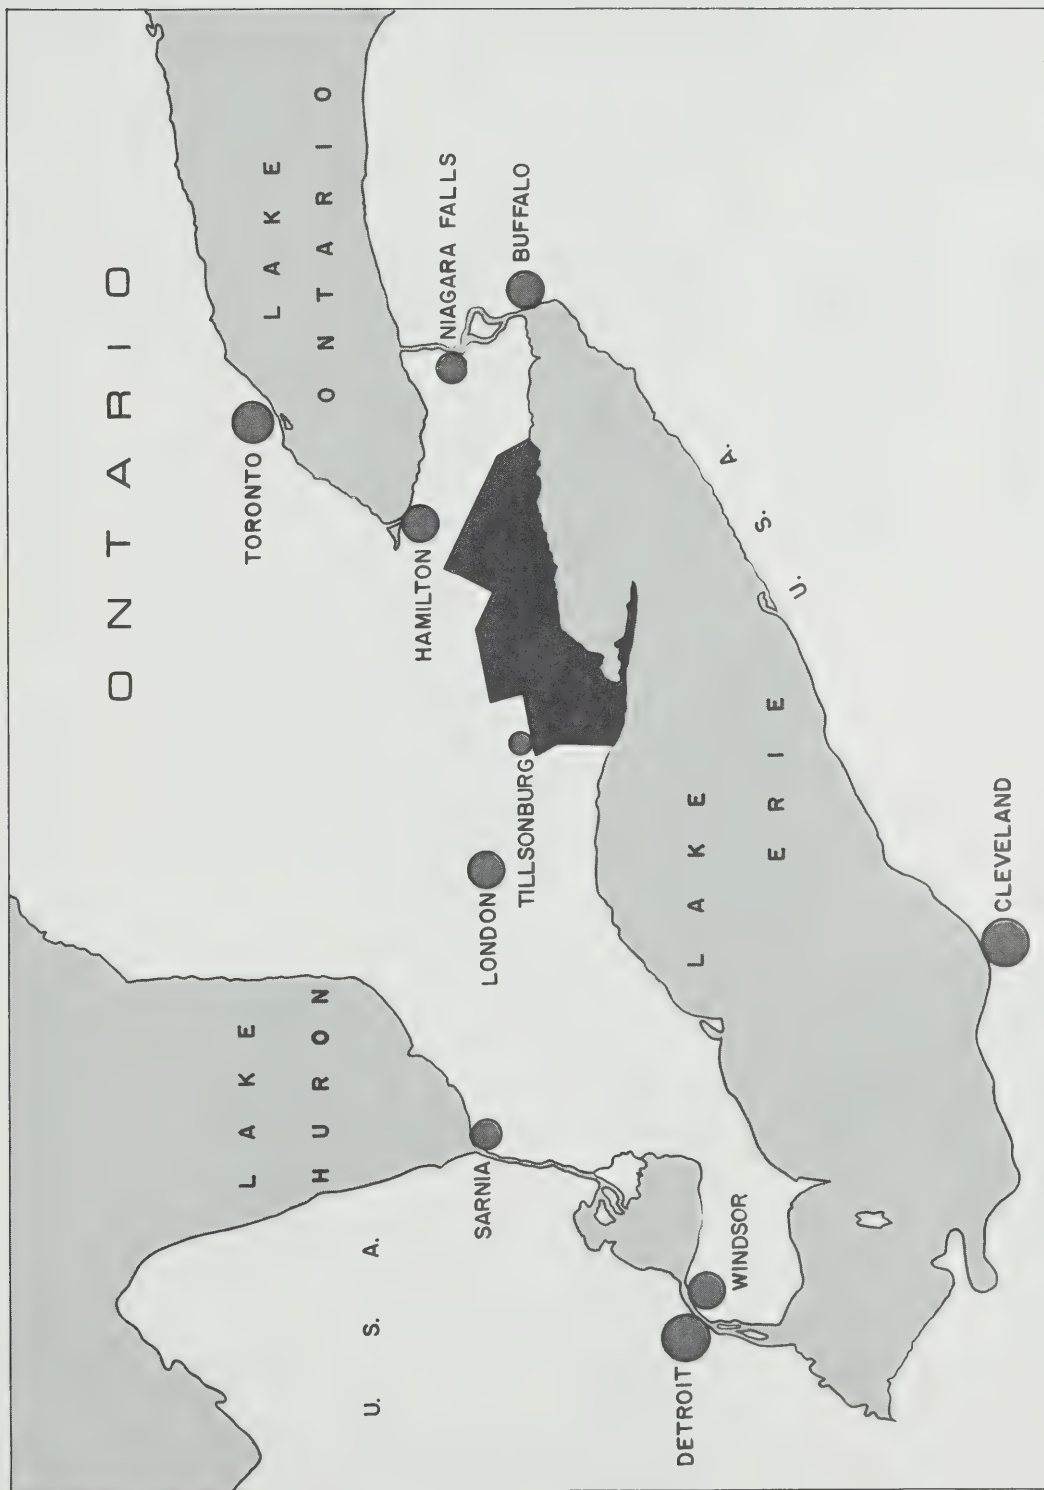 ONTARIO
LAKE
ONTARIO
TORONTO
HAMILTON
NIAGARA FALLS
BUFFALO
LAKE
HURON
LONDON
TILLSONBURG
SARNIA
U. S. A.
U. S. A.
LAKE
ERIE
WINDSOR
DETROIT
CLEVELAND